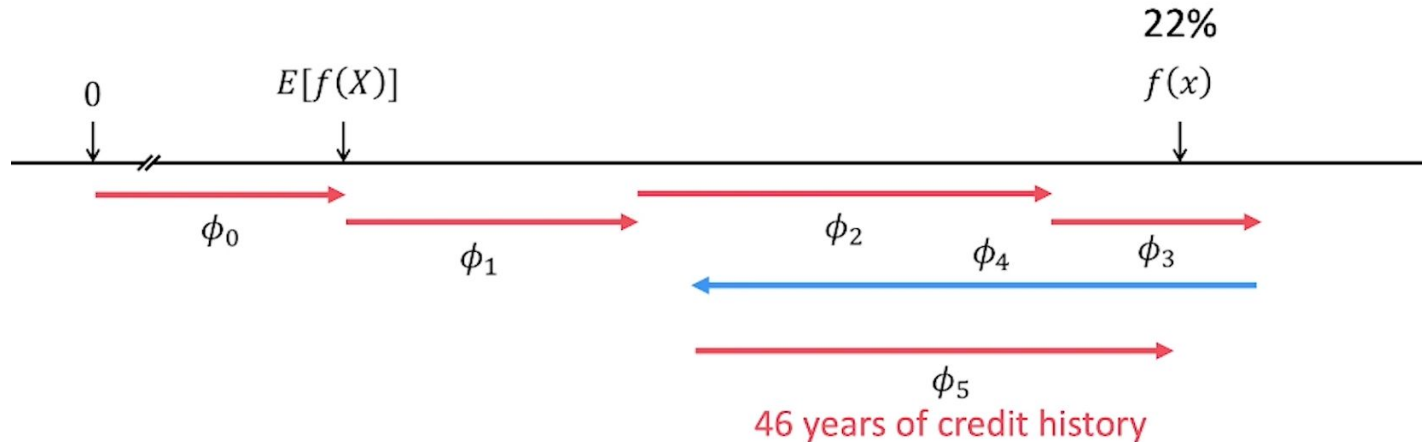 22%
0
E[f(X)]
f(x)
ϕ₀
ϕ₁
ϕ₂
ϕ₄
ϕ₃
ϕ₅
46 years of credit history